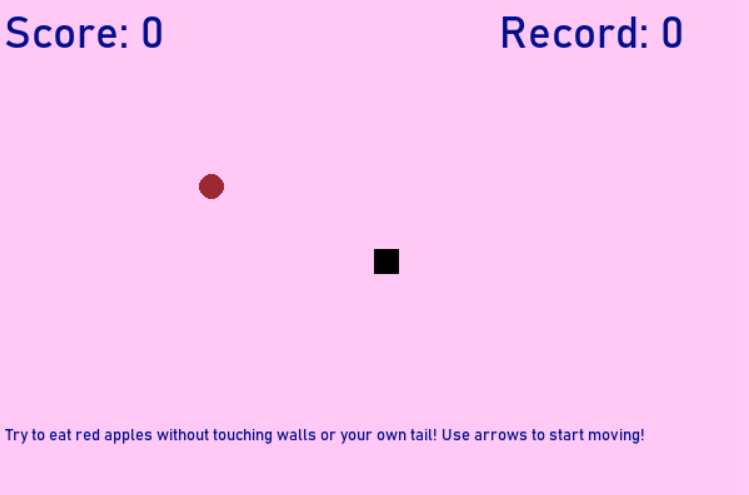 Score: 0
Record: 0
Try to eat red apples without touching walls or your own tail! Use arrows to start moving!